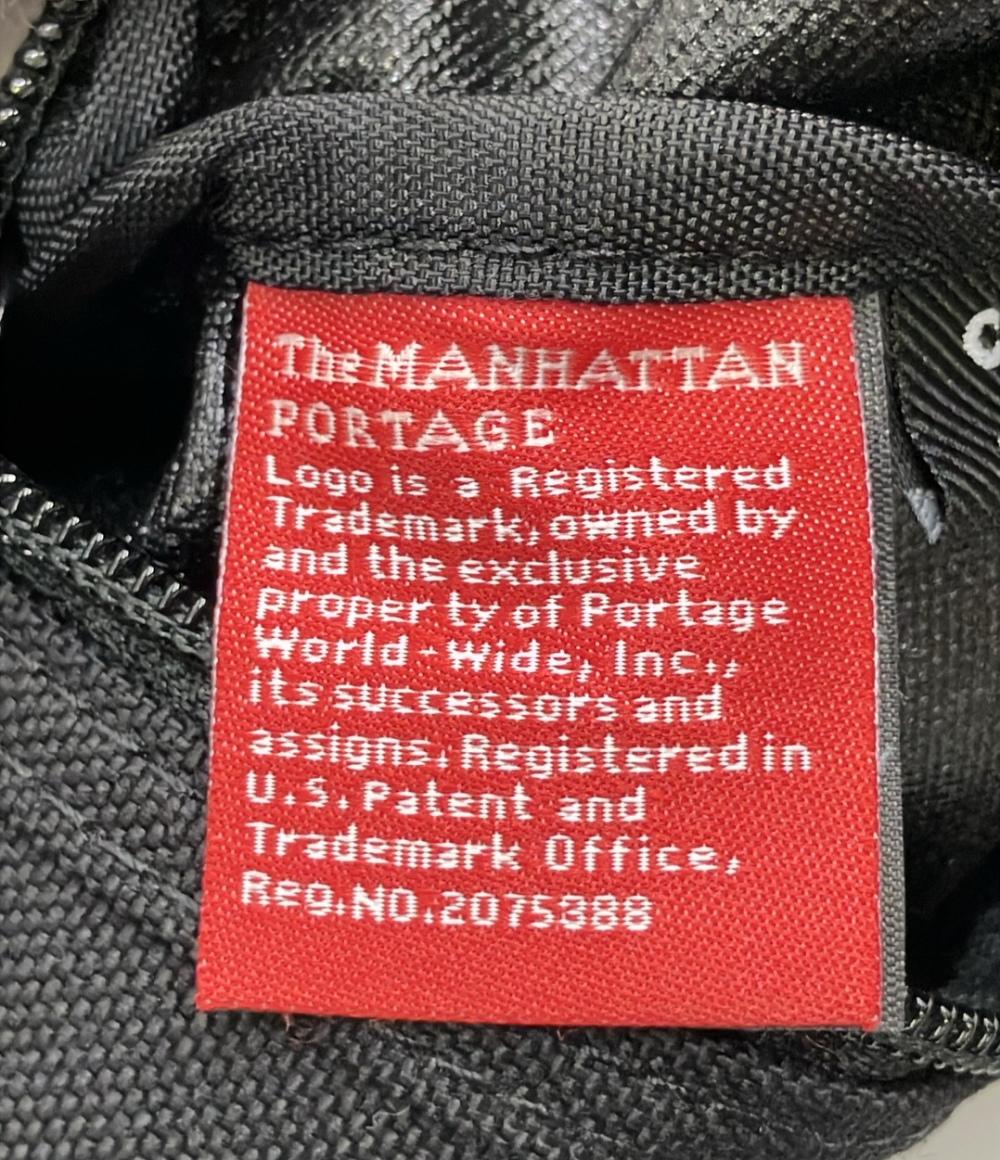 The MANHATTAN
PORTAGE
Logo is a Registered
Trademark, owned by
and the exclusive
property of Portage
World-Wide, Inc.,
its successors and
assigns. Registered in
U.S. Patent and
Trademark Office,
Reg.NO.2075388